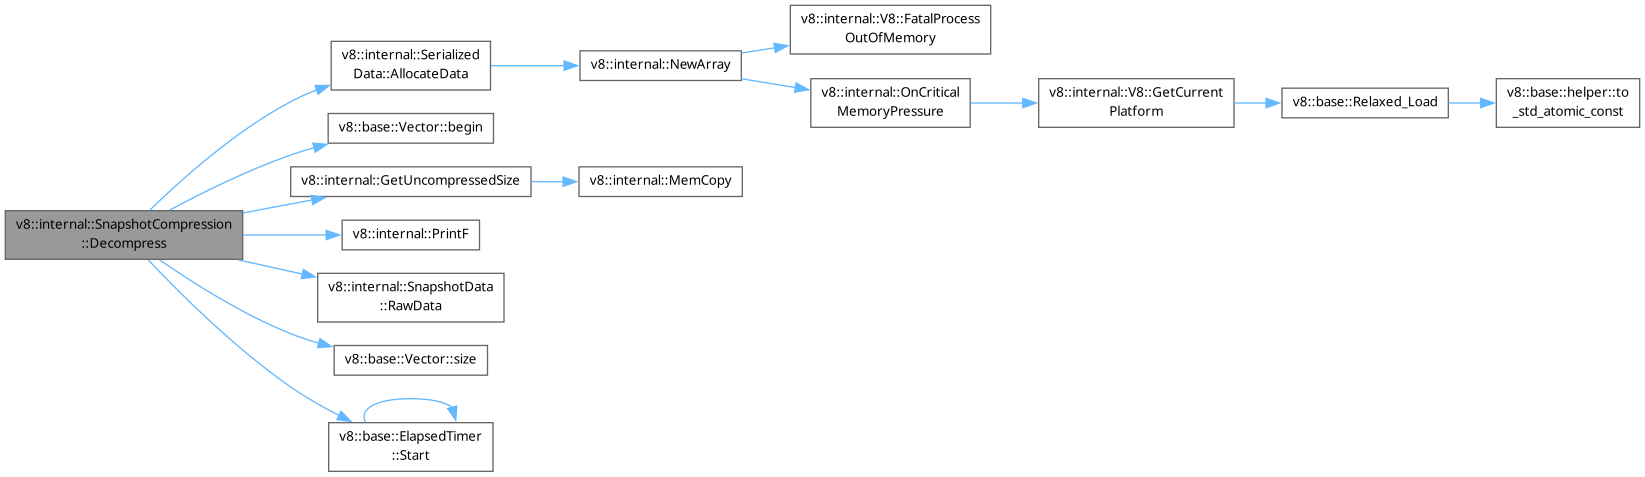 v8::internal::SnapshotCompression
::Decompress
v8::internal::Serialized
Data::AllocateData
v8::internal::NewArray
v8::internal::V8::FatalProcess
OutOfMemory
v8::internal::OnCritical
MemoryPressure
v8::internal::V8::GetCurrent
Platform
v8::base::Relaxed_Load
v8::base::helper::to
_std_atomic_const
v8::base::Vector::begin
v8::internal::GetUncompressedSize
v8::internal::MemCopy
v8::internal::PrintF
v8::internal::SnapshotData
::RawData
v8::base::Vector::size
v8::base::ElapsedTimer
::Start